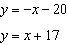 y = −x − 20
y = x + 17